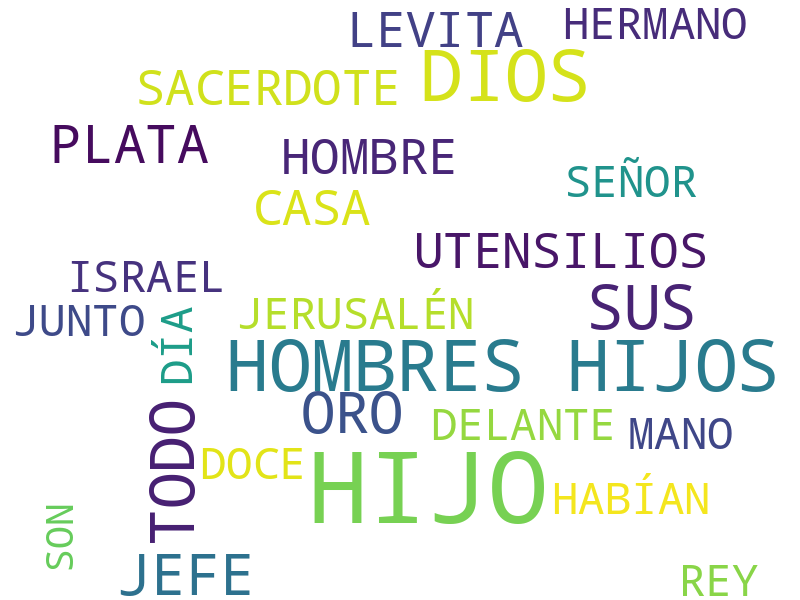 LEVITA HERMANO
SACERDOTE DIOS
PLATA HOMBRE
SEÑOR
CASA
UTENSILIOS
ISRAEL
JUNTO DÍA JERUSALÉN SUS
HOMBRES HIJOS
ORO DELANTE MANO
TODO DOCE HIJO HABÍAN
SON
JEFE REY